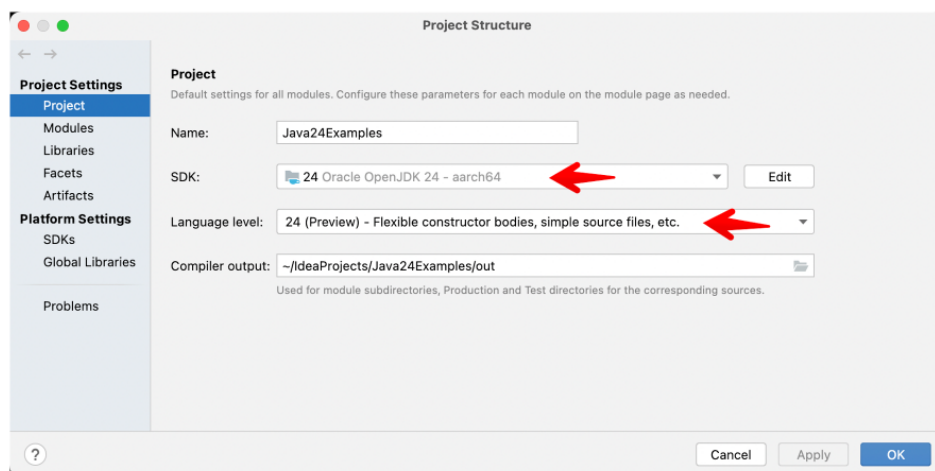 Project Structure
Project Settings
Project
Modules
Libraries
Facets
Artifacts
Platform Settings
SDKs
Global Libraries
Problems
Project
Default settings for all modules. Configure these parameters for each module on the module page as needed.
Name: Java24Examples
SDK: 24 Oracle OpenJDK 24 - aarch64 Edit
Language level: 24 (Preview) - Flexible constructor bodies, simple source files, etc.
Compiler output: ~/IdeaProjects/Java24Examples/out
Used for module subdirectories, Production and Test directories for the corresponding sources.
? Cancel Apply OK